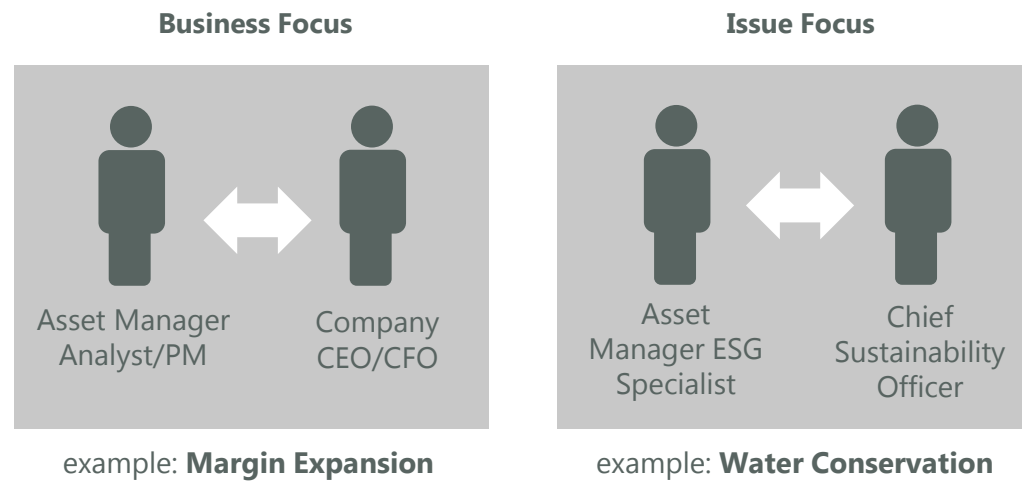 Business Focus
Asset Manager
Analyst/PM
Company
CEO/CFO
example: Margin Expansion
Issue Focus
Asset
Manager ESG
Specialist
Chief
Sustainability
Officer
example: Water Conservation